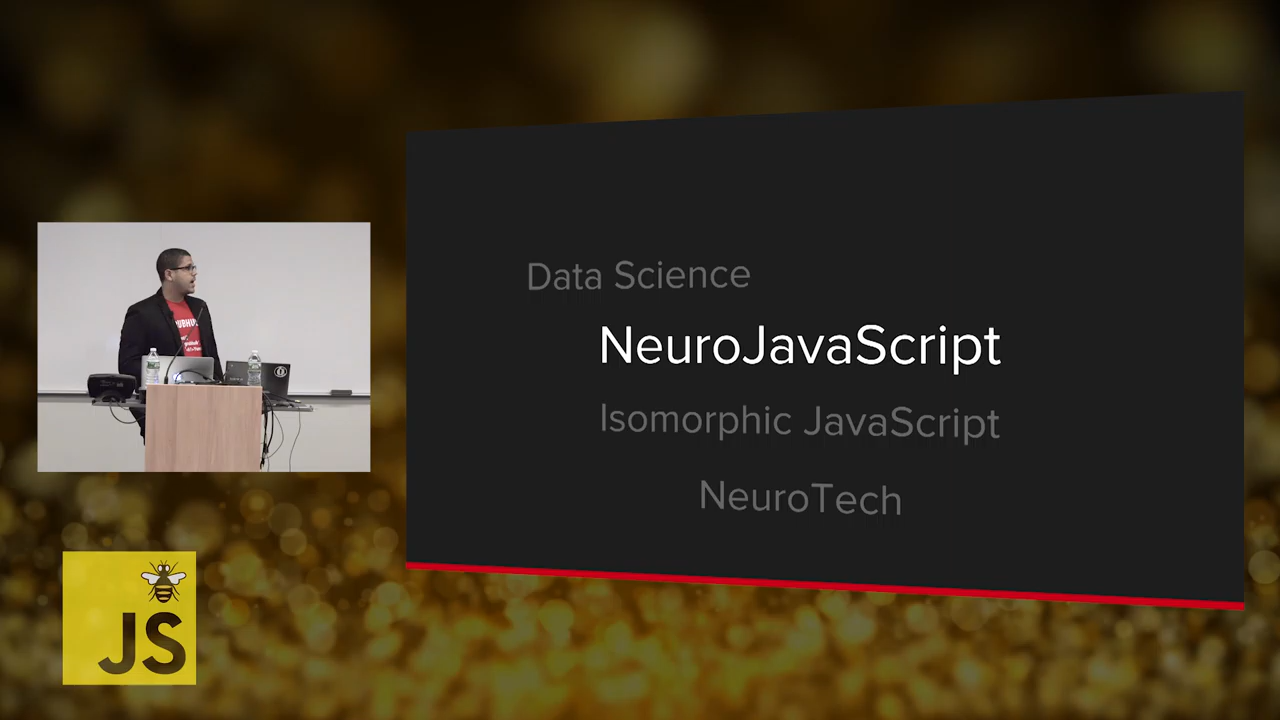 Data Science
NeuroJavaScript
Isomorphic JavaScript
NeuroTech
JS